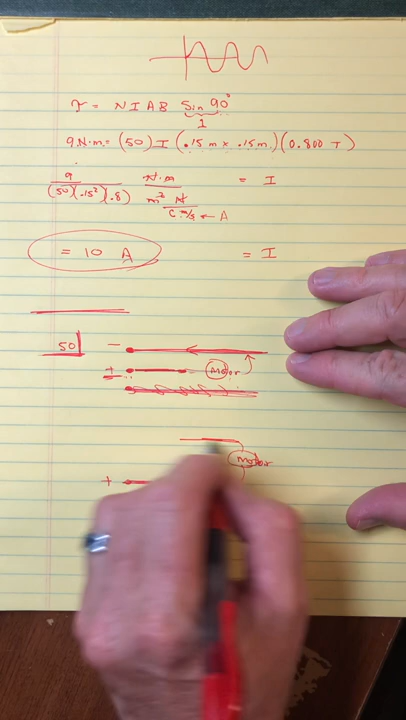 τ = NIAB Sin 90°
1
9 N·m = (50) I (.15 m × .15 m)(0.800 T)
9 / (50)(.15²)(.8) N·m / m² N / C·m/s ← A = I
= 10 A = I
50 −
+ Motor
Motor
+